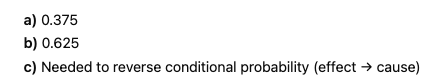 a) 0.375
b) 0.625
c) Needed to reverse conditional probability (effect → cause)